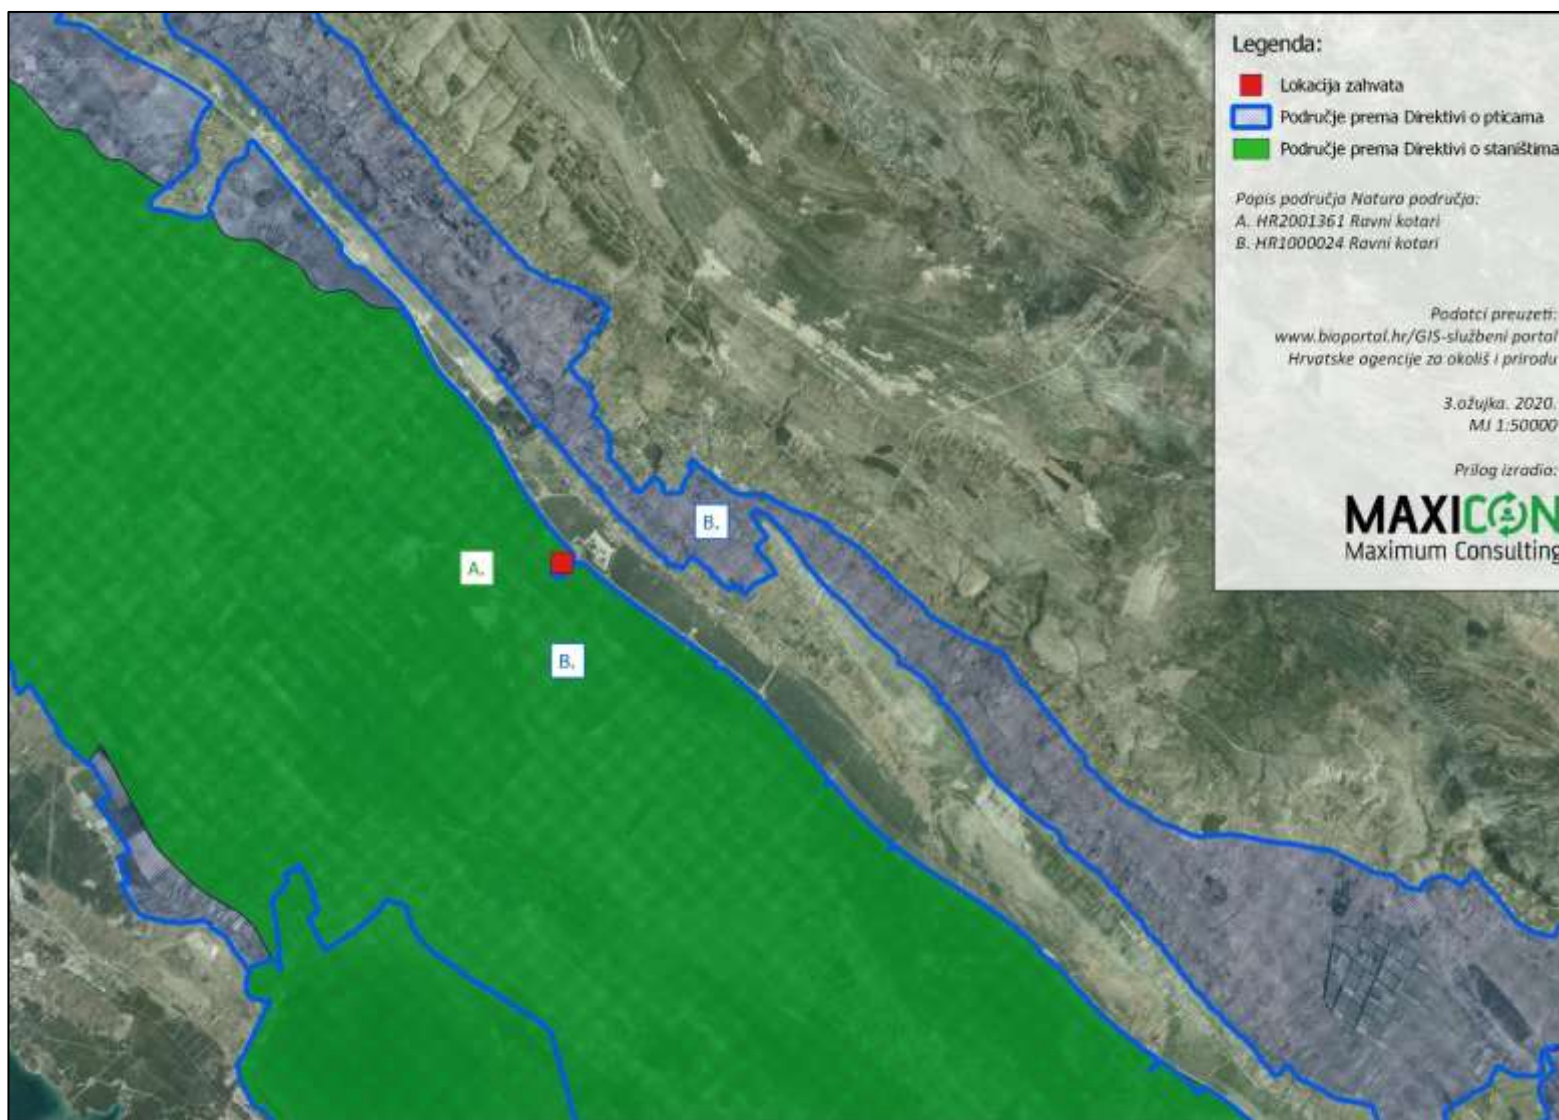 Legenda:
Lokacija zahvata
Područje prema Direktivi o pticama
Područje prema Direktivi o staništima
Popis područja Natura područja:
A. HR2001361 Ravni kotari
B. HR1000024 Ravni kotari
Podatci preuzeti:
www.bioportal.hr/GIS-službeni portal
Hrvatske agencije za okoliš i prirodu
3.ožujka. 2020.
MJ 1:50000
Prilog izradio:
MAXICON
Maximum Consulting
B.
A.
B.